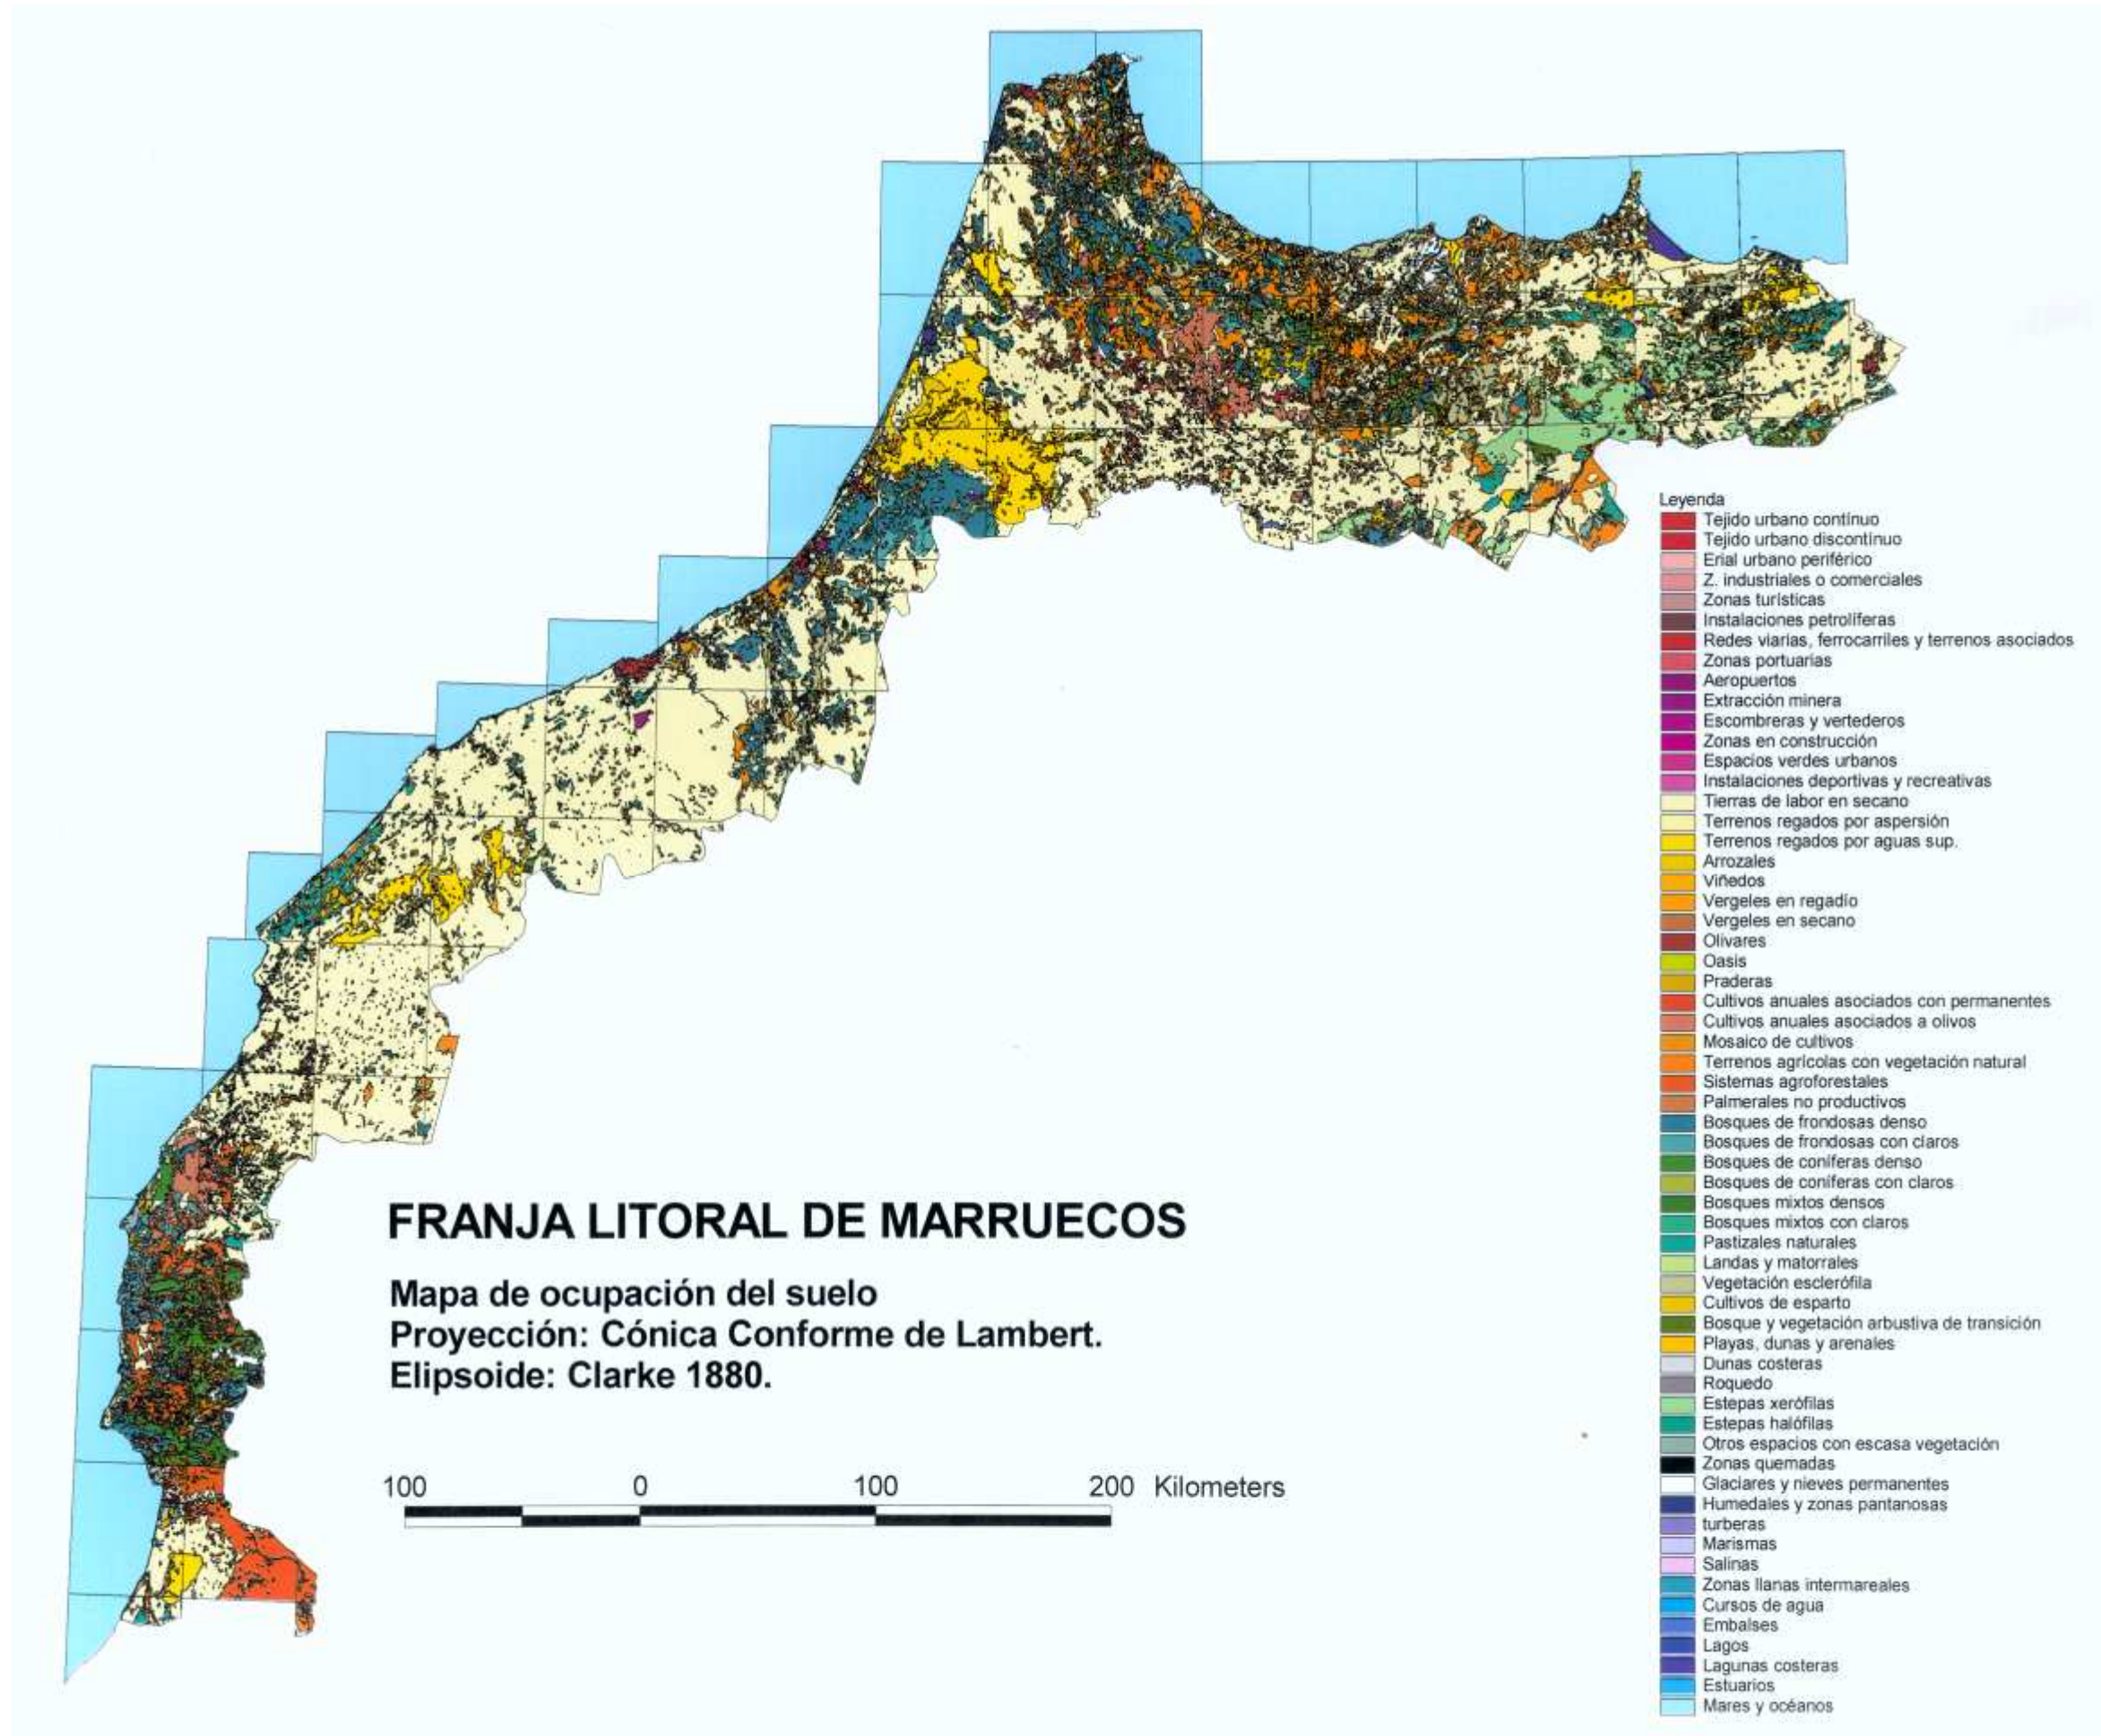 Leyenda
Tejido urbano contínuo
Tejido urbano discontínuo
Erial urbano periférico
Z. industriales o comerciales
Zonas turísticas
Instalaciones petrolíferas
Redes viarias, ferrocarriles y terrenos asociados
Zonas portuarias
Aeropuertos
Extracción minera
Escombreras y vertederos
Zonas en construcción
Espacios verdes urbanos
Instalaciones deportivas y recreativas
Tierras de labor en secano
Terrenos regados por aspersión
Terrenos regados por aguas sup.
Arrozales
Viñedos
Vergeles en regadío
Vergeles en secano
Olivares
Oasis
Praderas
Cultivos anuales asociados con permanentes
Cultivos anuales asociados a olivos
Mosaico de cultivos
Terrenos agrícolas con vegetación natural
Sistemas agroforestales
Palmerales no productivos
Bosques de frondosas denso
Bosques de frondosas con claros
Bosques de coníferas denso
Bosques de coníferas con claros
Bosques mixtos densos
Bosques mixtos con claros
Pastizales naturales
Landas y matorrales
Vegetación esclerófila
Cultivos de esparto
Bosque y vegetación arbustiva de transición
Playas, dunas y arenales
Dunas costeras
Roquedo
Estepas xerófilas
Estepas halófilas
Otros espacios con escasa vegetación
Zonas quemadas
Glaciares y nieves permanentes
Humedales y zonas pantanosas
turberas
Marismas
Salinas
Zonas llanas intermareales
Cursos de agua
Embalses
Lagos
Lagunas costeras
Estuarios
Mares y océanos
FRANJA LITORAL DE MARRUECOS
Mapa de ocupación del suelo
Proyección: Cónica Conforme de Lambert.
Elipsoide: Clarke 1880.
100 0 100 200 Kilometers